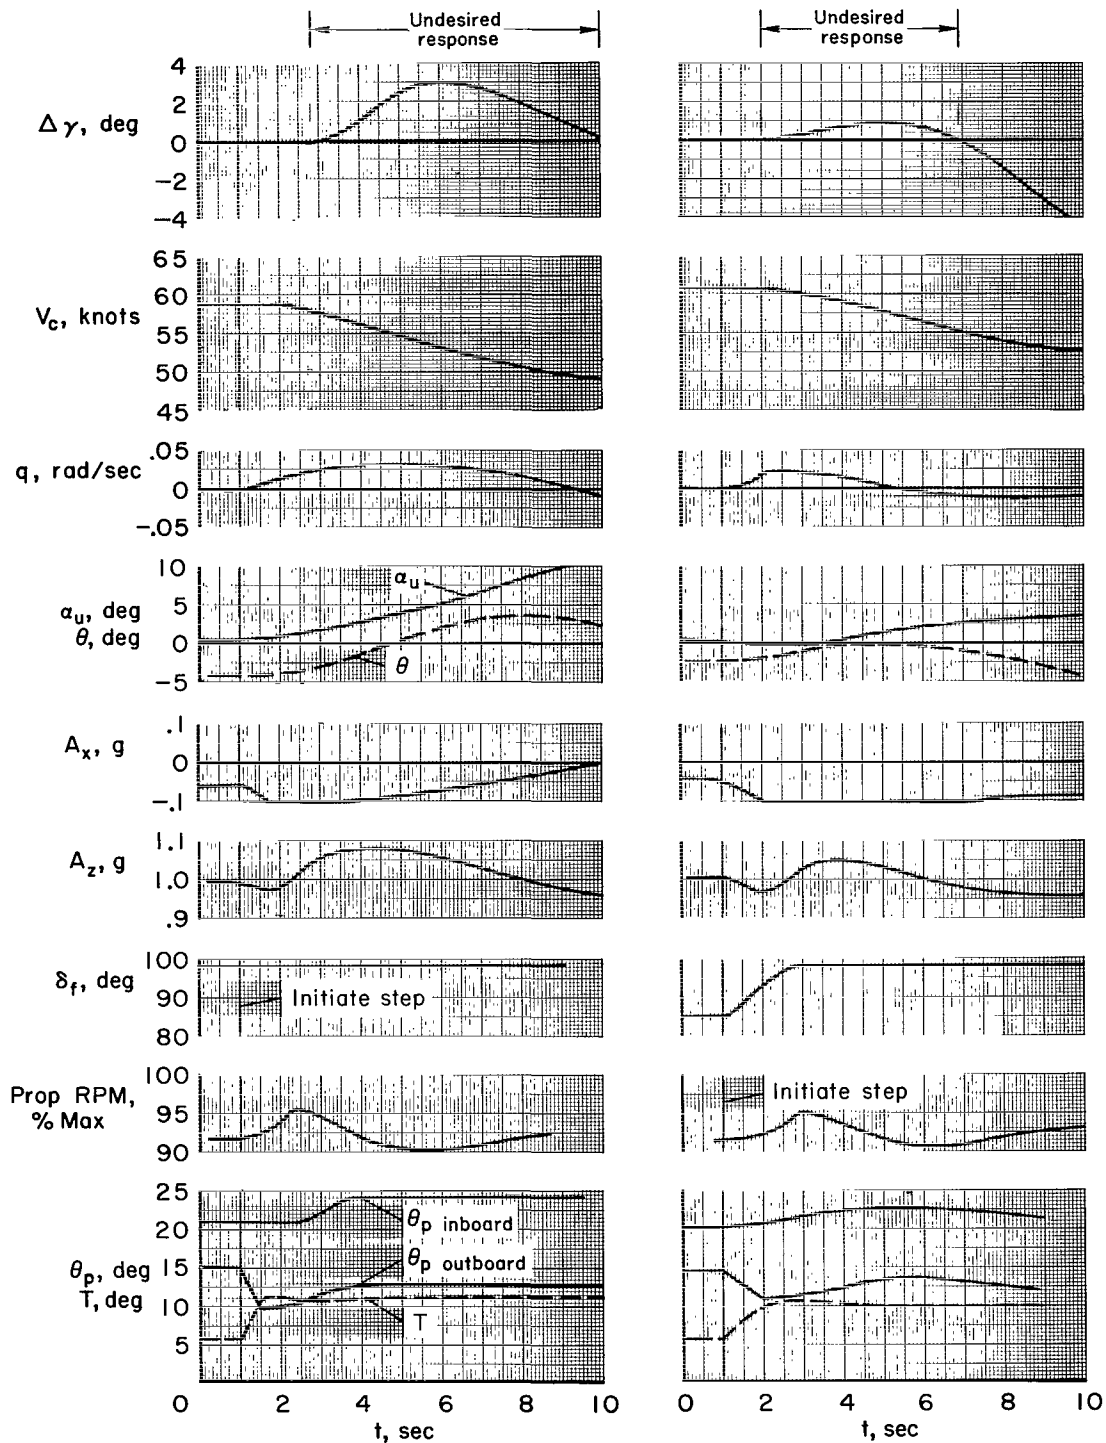 Undesired
response
Undesired
response
Δγ, deg
4
2
0
−2
−4
V_c, knots
65
60
55
50
45
q, rad/sec
.05
0
−.05
α_u, deg
θ, deg
10
5
0
−5
α_u
θ
A_x, g
.1
0
−.1
A_z, g
1.1
1.0
.9
δ_f, deg
100
90
80
Initiate step
Prop RPM,
% Max
100
95
90
Initiate step
θ_p, deg
T, deg
25
20
15
10
5
0
θ_p inboard
θ_p outboard
T
0 2 4 6 8 10
t, sec
0 2 4 6 8 10
t, sec